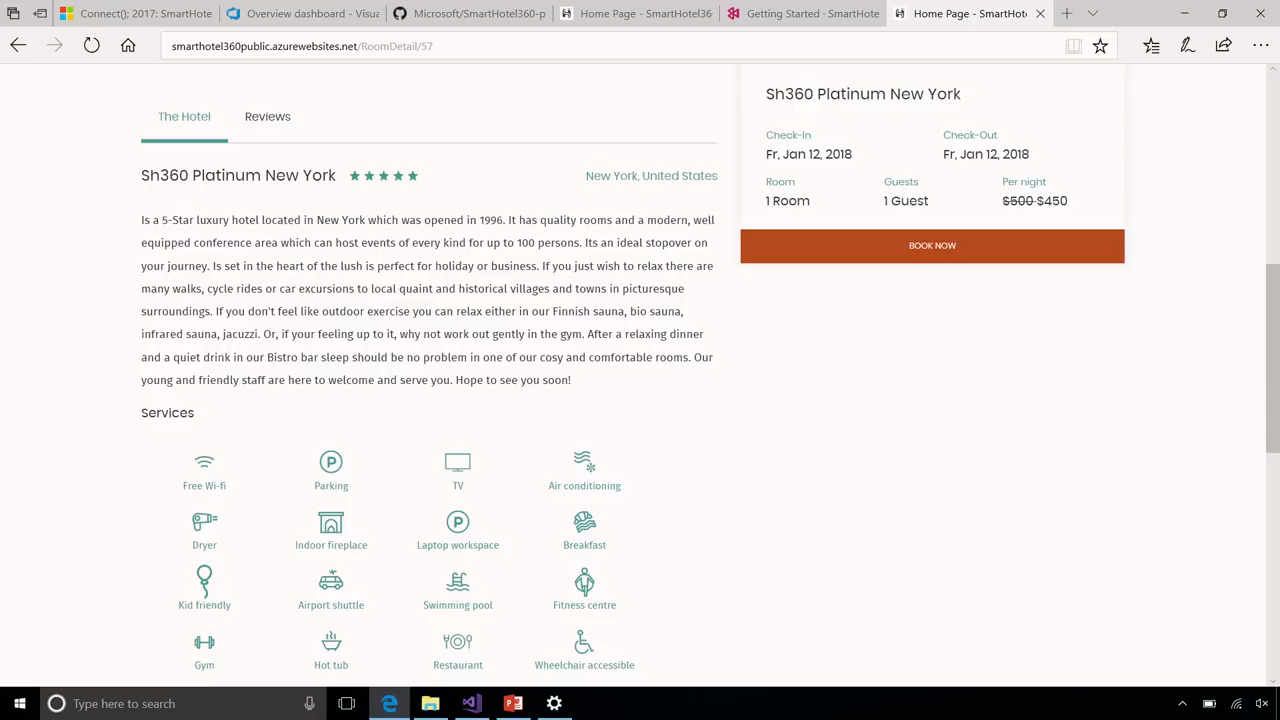 Connect(); 2017:
Overview dashboard - Visua
Microsoft/SmartHotel360-p
Home Page - SmartHotel36
Getting Started - SmartHote
Home Page - SmartHote
smarthotel360public.azurewebsites.net/RoomDetail/57
The Hotel
Reviews
Sh360 Platinum New York
New York, United States
Is a 5-Star luxury hotel located in New York which was opened in 1996. It has quality rooms and a modern, well
equipped conference area which can host events of every kind for up to 100 persons. Its an ideal stopover on
your journey. Is set in the heart of the lush is perfect for holiday or business. If you just wish to relax there are
many walks, cycle rides or car excursions to local quaint and historical villages and towns in picturesque
surroundings. If you don't feel like outdoor exercise you can relax either in our Finnish sauna, bio sauna,
infrared sauna, jacuzzi. Or, if your feeling up to it, why not work out gently in the gym. After a relaxing dinner
and a quiet drink in our Bistro bar sleep should be no problem in one of our cosy and comfortable rooms. Our
young and friendly staff are here to welcome and serve you. Hope to see you soon!
Services
Free Wi-fi
Parking
TV
Air conditioning
Dryer
Indoor fireplace
Laptop workspace
Breakfast
Kid friendly
Airport shuttle
Swimming pool
Fitness centre
Gym
Hot tub
Restaurant
Wheelchair accessible
Sh360 Platinum New York
Check-In
Check-Out
Fr, Jan 12, 2018
Fr, Jan 12, 2018
Room
Guests
Per night
1 Room
1 Guest
$500 $450
BOOK NOW
Type here to search